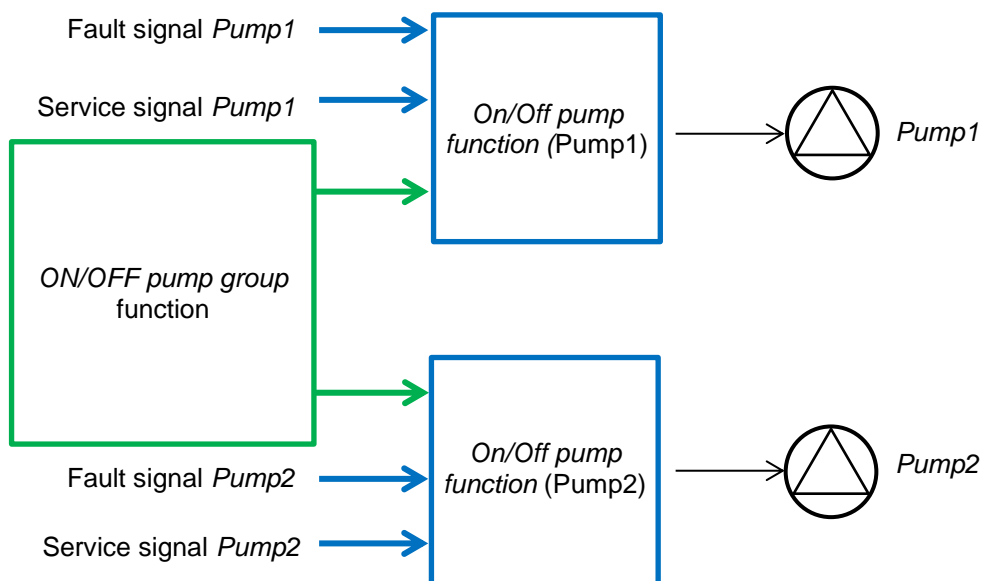 Fault signal Pump1
Service signal Pump1
On/Off pump
function (Pump1)
Pump1
ON/OFF pump group
function
On/Off pump
function (Pump2)
Pump2
Fault signal Pump2
Service signal Pump2